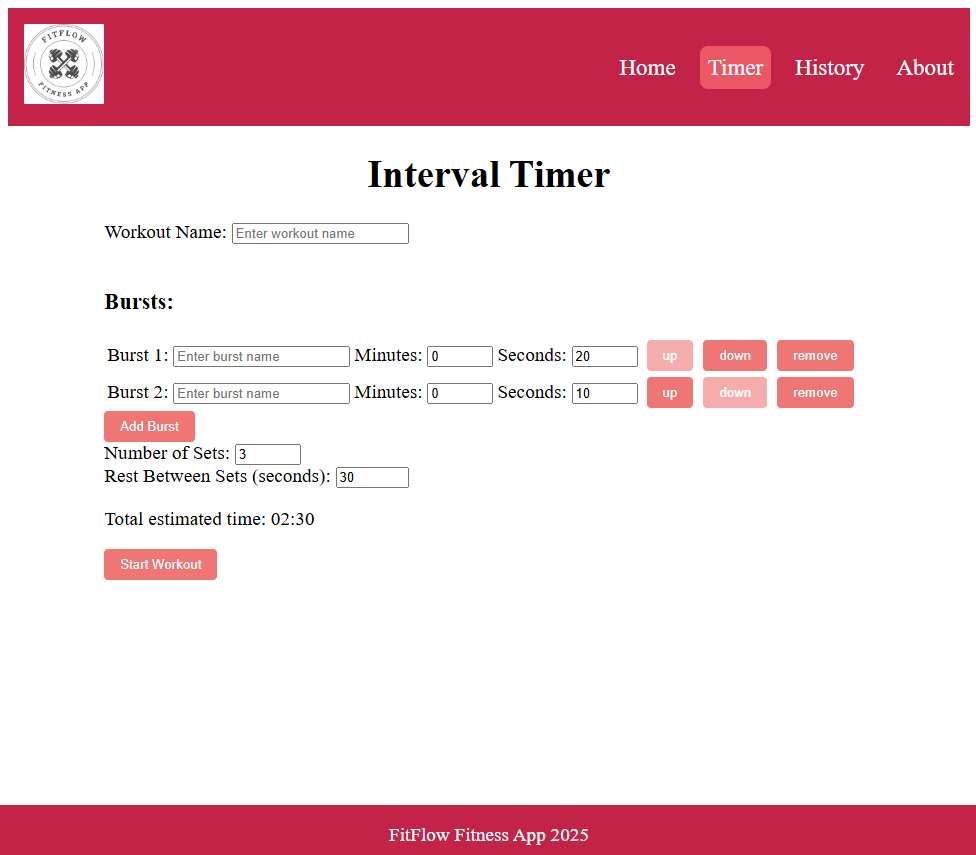 FITFLOW
FITNESS APP
Home Timer History About
Interval Timer
Workout Name: Enter workout name
Bursts:
Burst 1: Enter burst name Minutes: 0 Seconds: 20 up down remove
Burst 2: Enter burst name Minutes: 0 Seconds: 10 up down remove
Add Burst
Number of Sets: 3
Rest Between Sets (seconds): 30
Total estimated time: 02:30
Start Workout
FitFlow Fitness App 2025